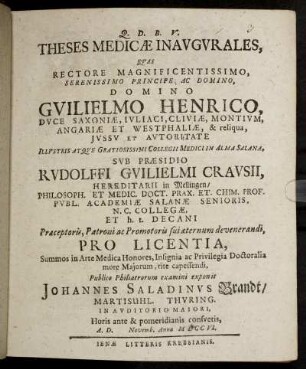 Q. D. B. V.
THESES MEDICÆ INAVGVRALES,
QUAS
RECTORE MAGNIFICENTISSIMO,
SERENISSIMO PRINCIPE, AC DOMINO,
DOMINO
GVILIELMO HENRICO,
DVCE SAXONIÆ, IVLIACI, CLIVIÆ, MONTIVM,
ANGARIÆ ET WESTPHALIÆ, & reliqua,
JVSSV ET AVTORITATE
ILLVSTRIS ATQVE GRATIOSISSIMI COLLEGII MEDICI IN ALMA SALANA,
SVB PRÆSIDIO
RVDOLFFI GVILIELMI CRAVSII,
HEREDITARII in Mellingen/
PHILOSOPH. ET MEDIC. DOCT. PRAX. ET. CHIM. PROF.
PVBL. ACADEMIÆ SALANÆ SENIORIS,
N. C. COLLEGÆ,
ET h. t. DECANI
Præceptoris, Patroni ac Promotoris sui æternum devenerandi,
PRO LICENTIA,
Summos in Arte Medica Honores, Insignia ac Privilegia Doctoralia
more Majorum, rite capessendi,
Publico Philiatrorum examini exponit
JOHANNES SALADINVS Brandt/
MARTISUHL. THVRING.
IN AVDITORIO MAIORI,
Horis ante & pomeridianis consvetis,
A. D. Novemb. Anno M DCC VI.
IENÆ LITTERIS KREBSIANIS.